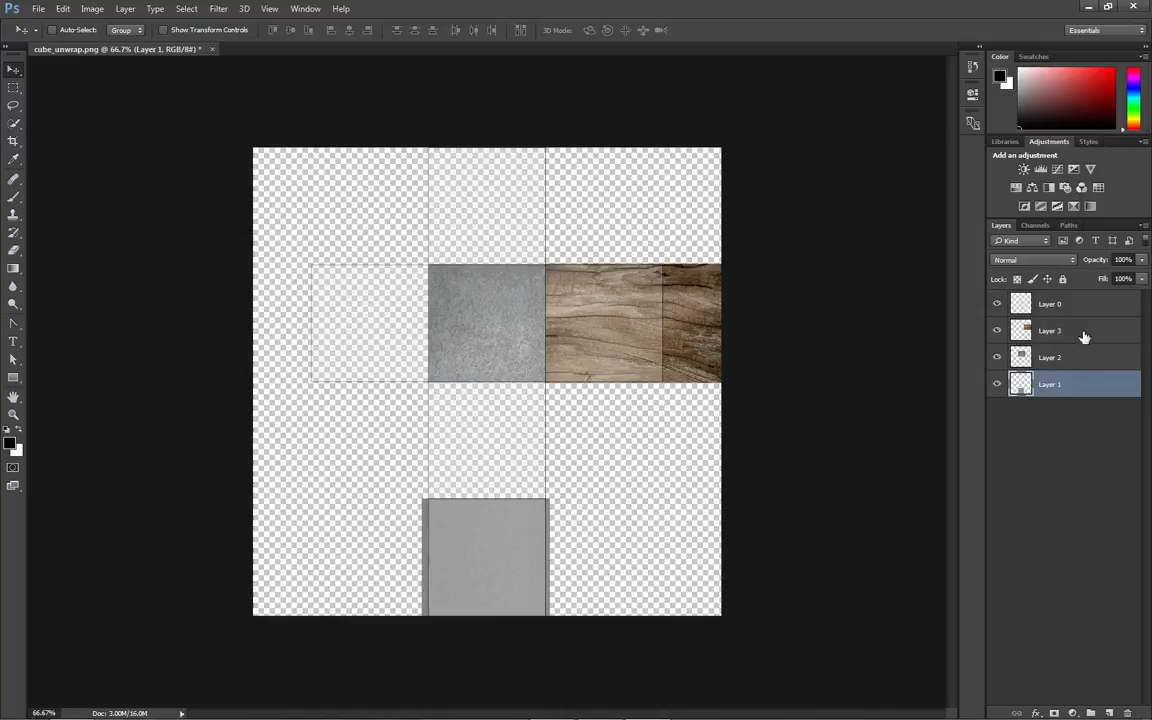 Ps File Edit Image Layer Type Select Filter 3D View Window Help
Auto-Select: Group Show Transform Controls 3D Mode: Essentials
cube_unwrap.png @ 66.7% (Layer 1, RGB/8#) * ×
Color Swatches
Libraries Adjustments Styles
Add an adjustment
Layers Channels Paths
Kind
Normal Opacity: 100%
Lock: Fill: 100%
Layer 0
Layer 3
Layer 2
Layer 1
66.67% Doc: 3.00M/16.0M